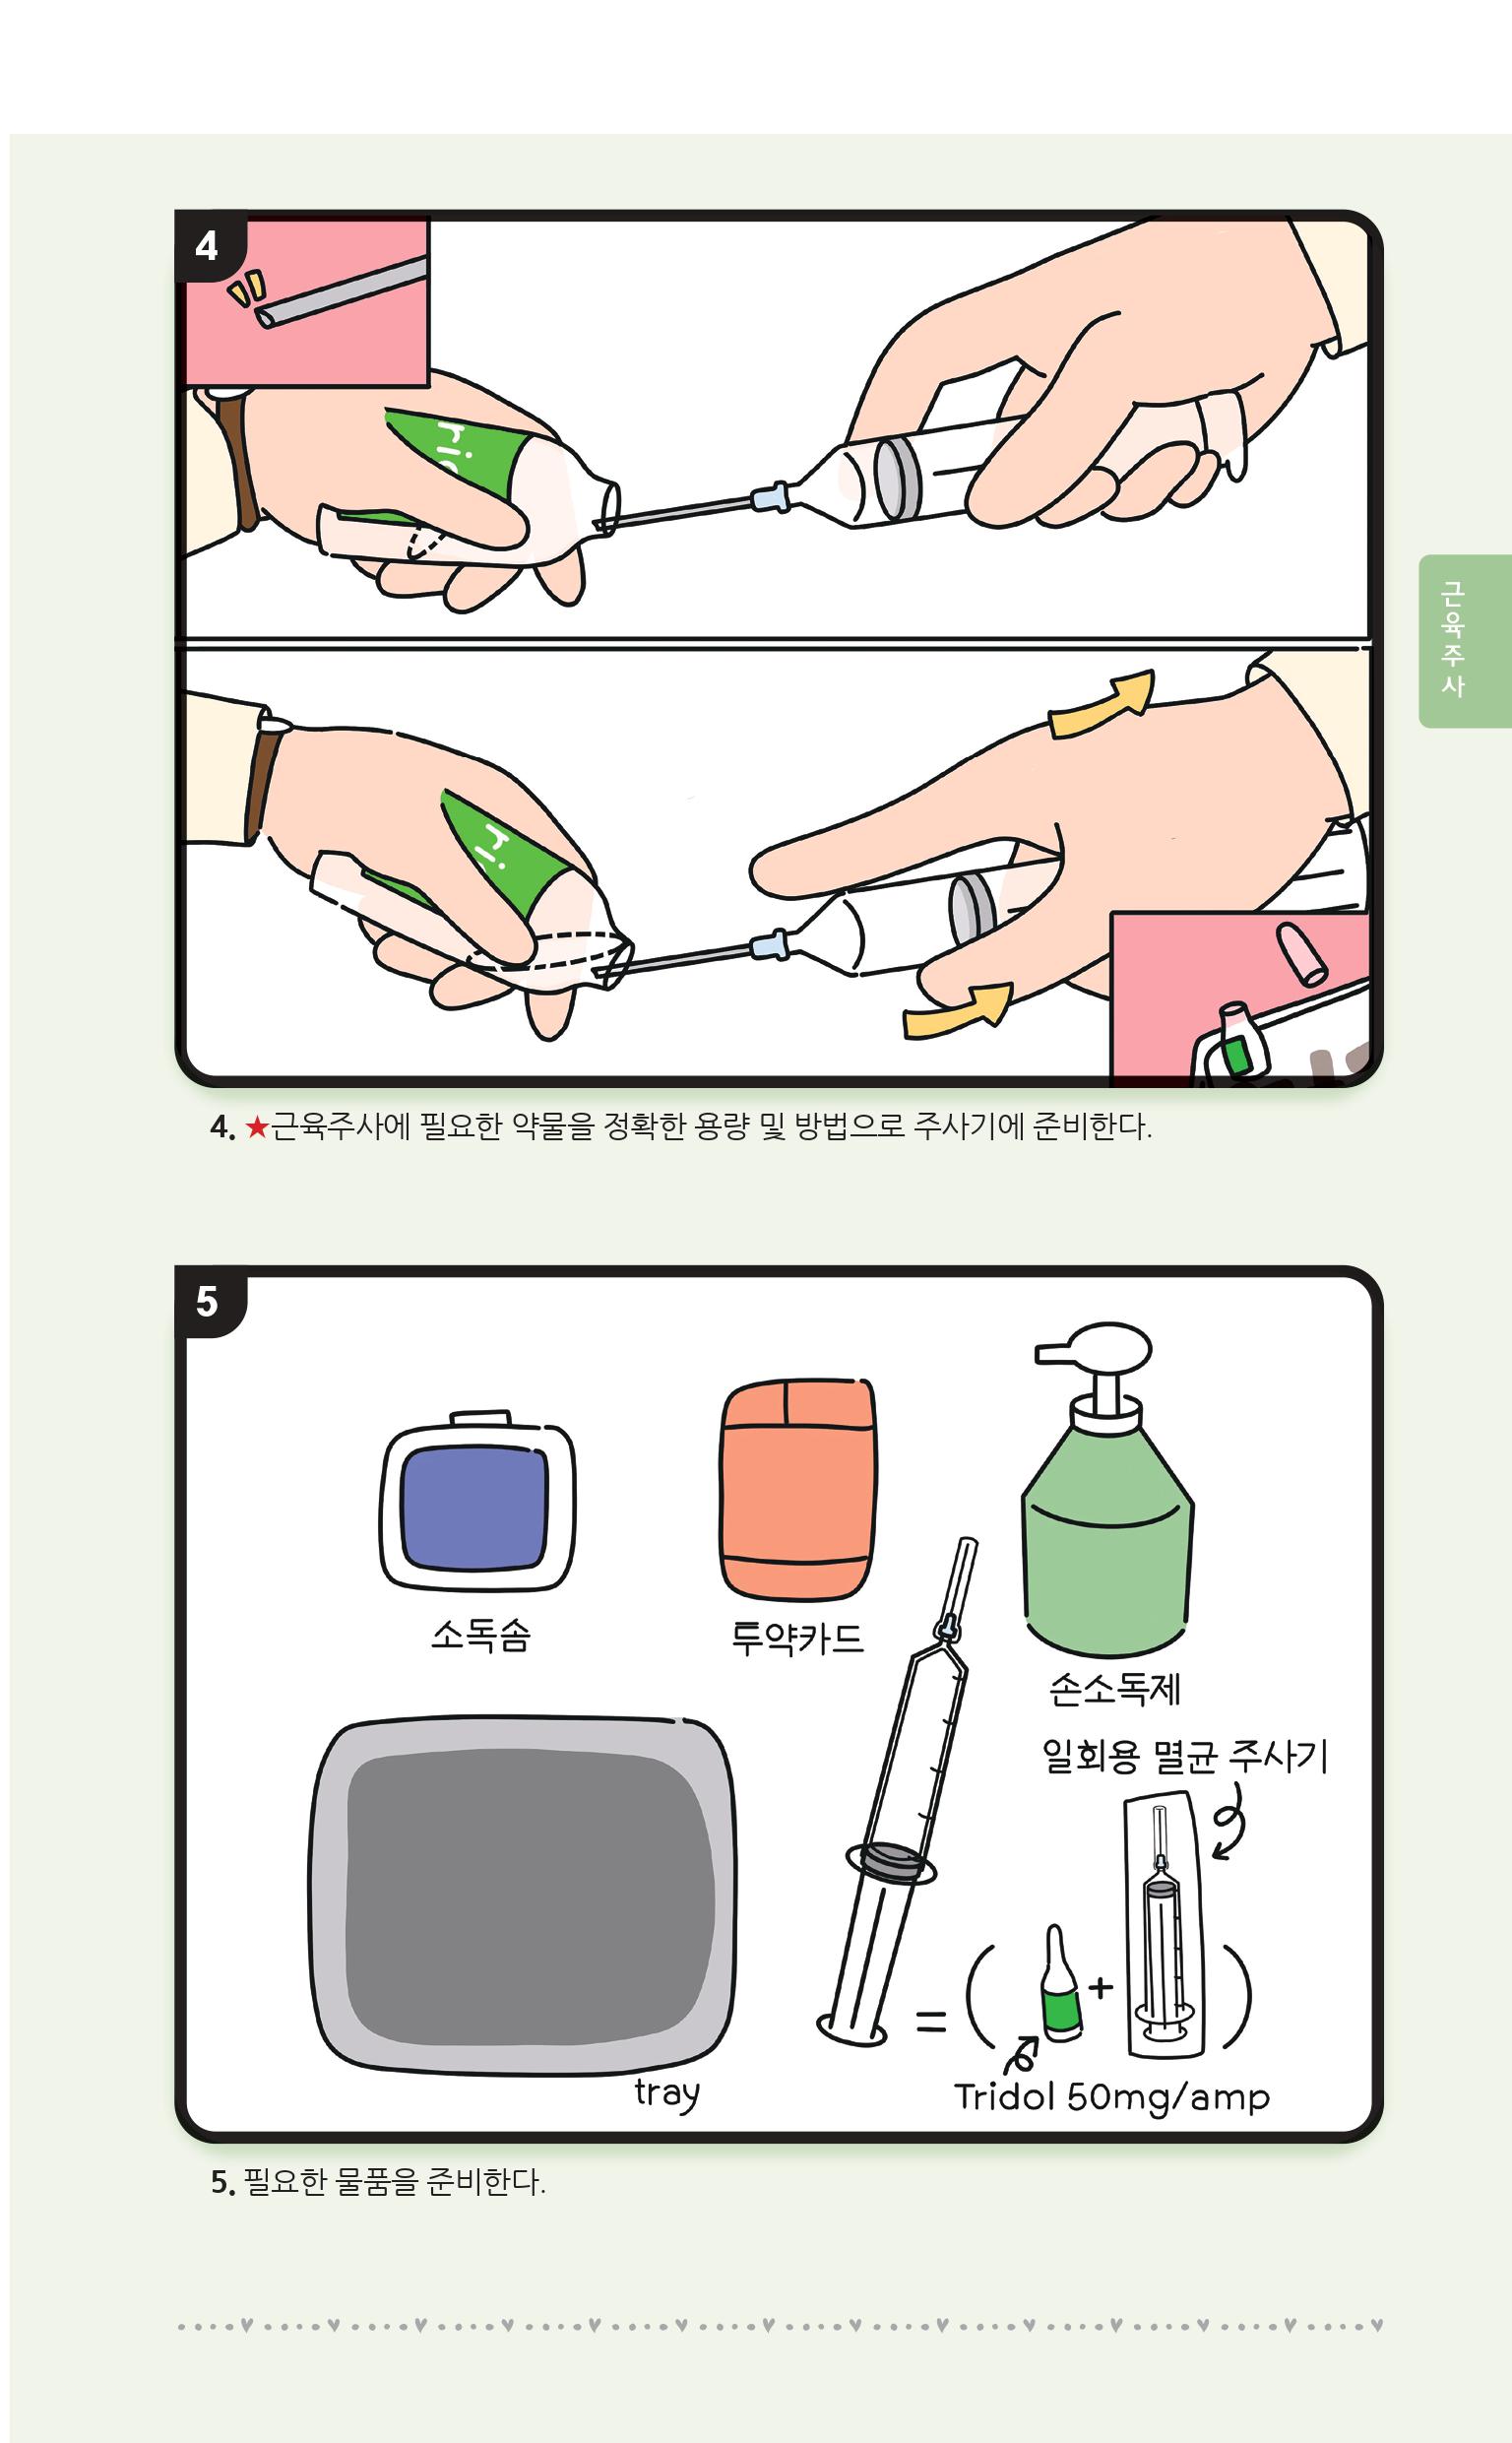 4
ri
근육주사
ri
4. ★근육주사에 필요한 약물을 정확한 용량 및 방법으로 주사기에 준비한다.
5
소독솜
투약카드
손소독제
일회용 멸균 주사기
= ( + )
tray
Tridol 50mg/amp
5. 필요한 물품을 준비한다.